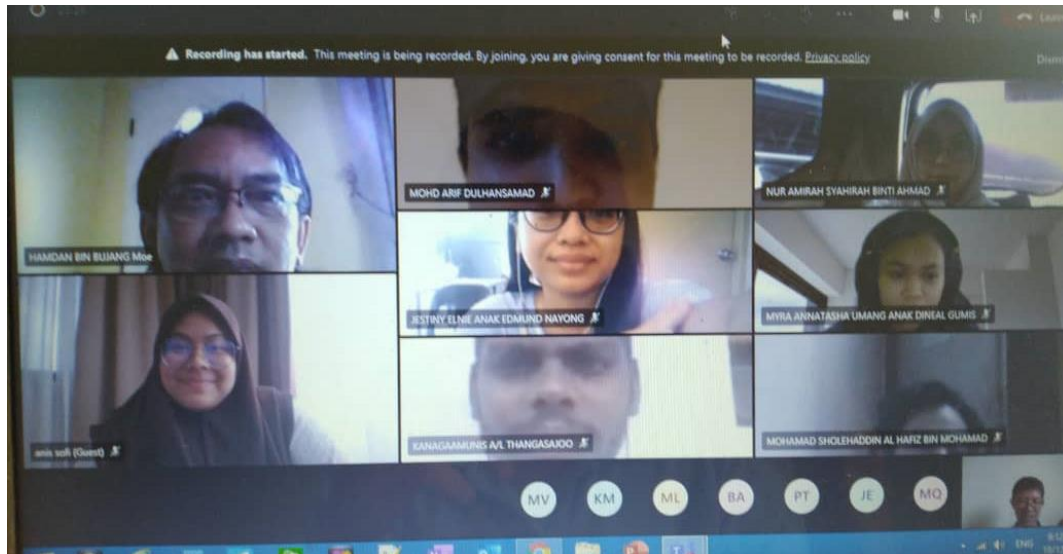 Recording has started. This meeting is being recorded. By joining, you are giving consent for this meeting to be recorded. Privacy policy
HAMDAN BIN BUJANG Moe
MOHD ARIF DULHANSAMAD
NUR AMIRAH SYAHIRAH BINTI AHMAD
JESTINY ELNIE ANAK EDMUND NAYONG
MYRA ANNATASHA UMANG ANAK DINEAL GUMIS
anis sofi (Guest)
KANAGAAMUNIS A/L THANGASAJOO
MOHAMAD SHOLEHADDIN AL HAFIZ BIN MOHAMAD
MV KM ML BA PT JE MQ
ENG